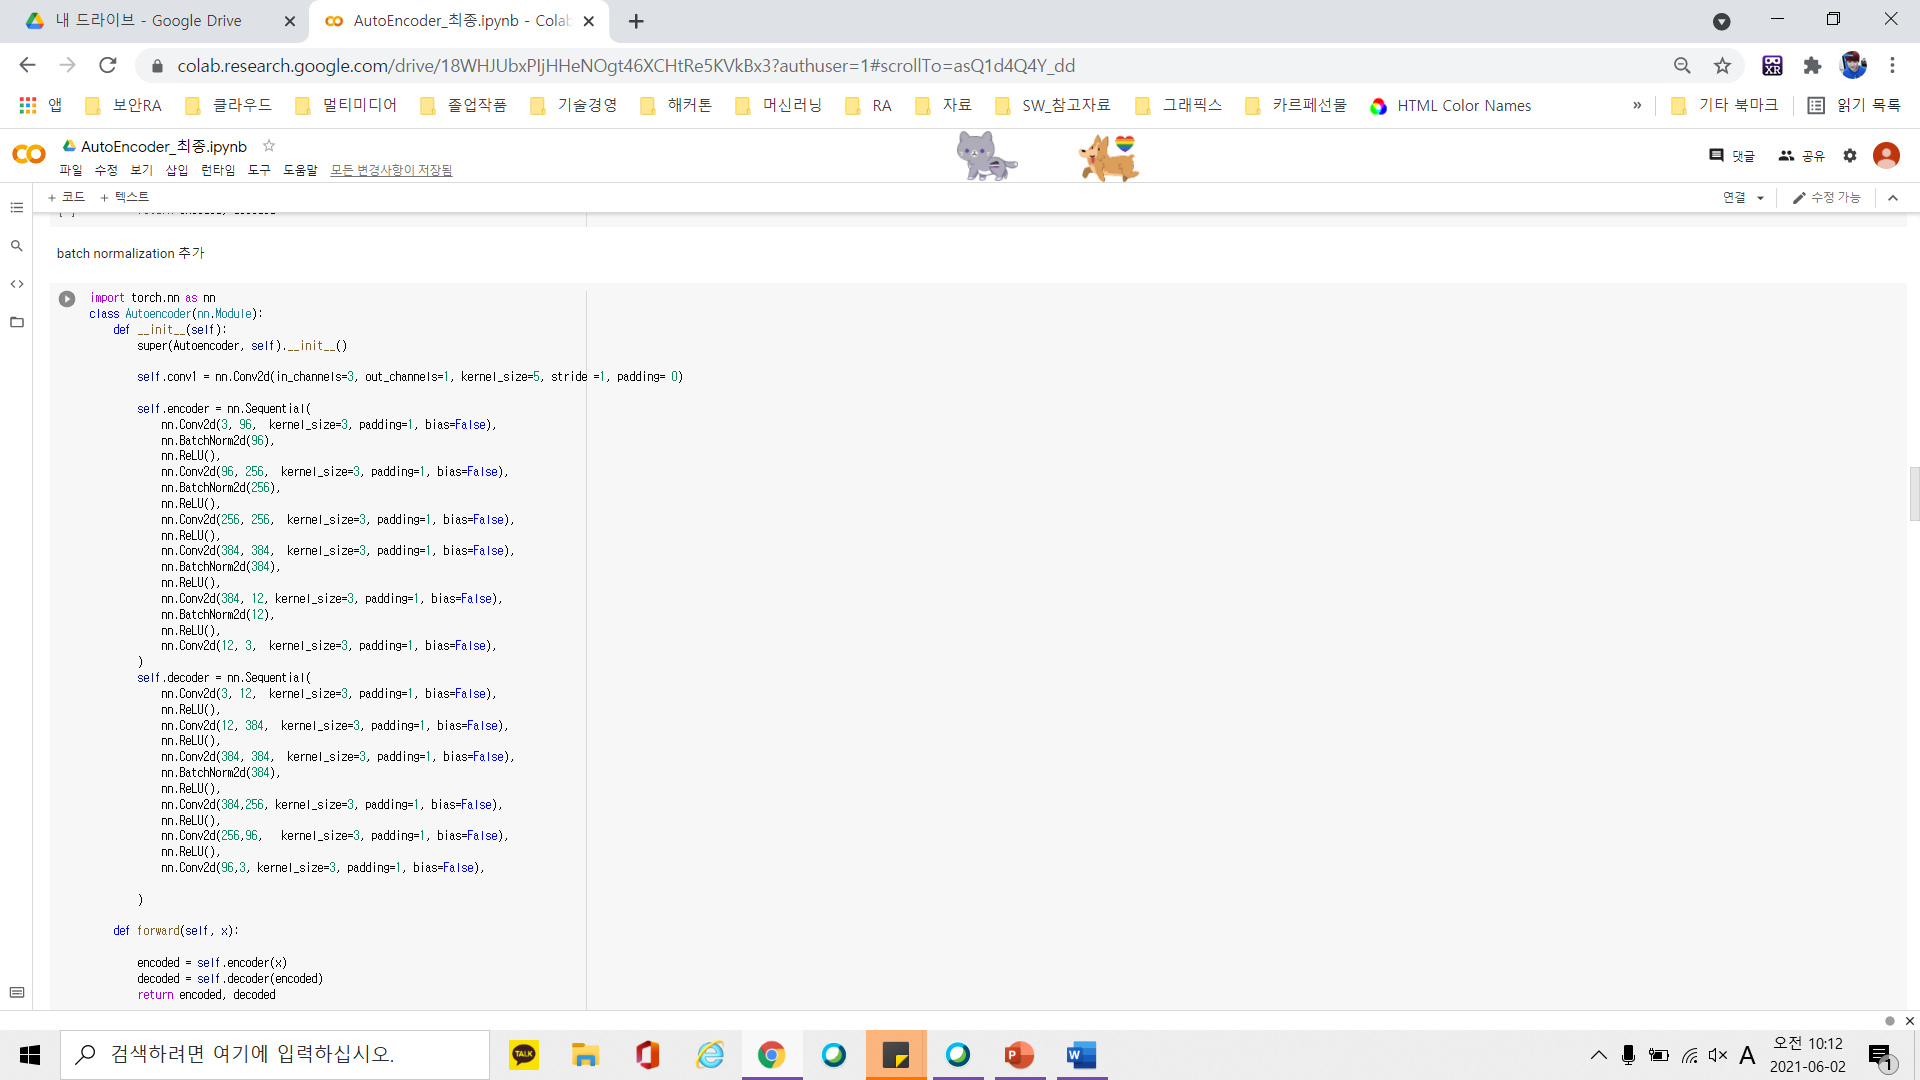 내 드라이브 - Google Drive
AutoEncoder_최종.ipynb - Colab
colab.research.google.com/drive/18WHJUbxPIjHHeNOgt46XCHtRe5KVkBx3?authuser=1#scrollTo=asQ1d4Q4Y_dd
XR
앱 보안RA 클라우드 멀티미디어 졸업작품 기술경영 해커톤 머신러닝 RA 자료 SW_참고자료 그래픽스 카르페선물 HTML Color Names » 기타 북마크 읽기 목록
AutoEncoder_최종.ipynb
댓글 공유
파일 수정 보기 삽입 런타임 도구 도움말 모든 변경사항이 저장됨
+ 코드 + 텍스트
연결 수정 가능
batch normalization 추가
import torch.nn as nn
class Autoencoder(nn.Module):
    def __init__(self):
        super(Autoencoder, self).__init__()
        self.conv1 = nn.Conv2d(in_channels=3, out_channels=1, kernel_size=5, stride =1, padding= 0)
        self.encoder = nn.Sequential(
            nn.Conv2d(3, 96,  kernel_size=3, padding=1, bias=False),
            nn.BatchNorm2d(96),
            nn.ReLU(),
            nn.Conv2d(96, 256,  kernel_size=3, padding=1, bias=False),
            nn.BatchNorm2d(256),
            nn.ReLU(),
            nn.Conv2d(256, 256,  kernel_size=3, padding=1, bias=False),
            nn.ReLU(),
            nn.Conv2d(384, 384,  kernel_size=3, padding=1, bias=False),
            nn.BatchNorm2d(384),
            nn.ReLU(),
            nn.Conv2d(384, 12, kernel_size=3, padding=1, bias=False),
            nn.BatchNorm2d(12),
            nn.ReLU(),
            nn.Conv2d(12, 3,  kernel_size=3, padding=1, bias=False),
        )
        self.decoder = nn.Sequential(
            nn.Conv2d(3, 12,  kernel_size=3, padding=1, bias=False),
            nn.ReLU(),
            nn.Conv2d(12, 384,  kernel_size=3, padding=1, bias=False),
            nn.ReLU(),
            nn.Conv2d(384, 384,  kernel_size=3, padding=1, bias=False),
            nn.BatchNorm2d(384),
            nn.ReLU(),
            nn.Conv2d(384,256, kernel_size=3, padding=1, bias=False),
            nn.ReLU(),
            nn.Conv2d(256,96,   kernel_size=3, padding=1, bias=False),
            nn.ReLU(),
            nn.Conv2d(96,3, kernel_size=3, padding=1, bias=False),
        )
    def forward(self, x):
        encoded = self.encoder(x)
        decoded = self.decoder(encoded)
        return encoded, decoded
검색하려면 여기에 입력하십시오.
TALK
A
오전 10:12
2021-06-02
1